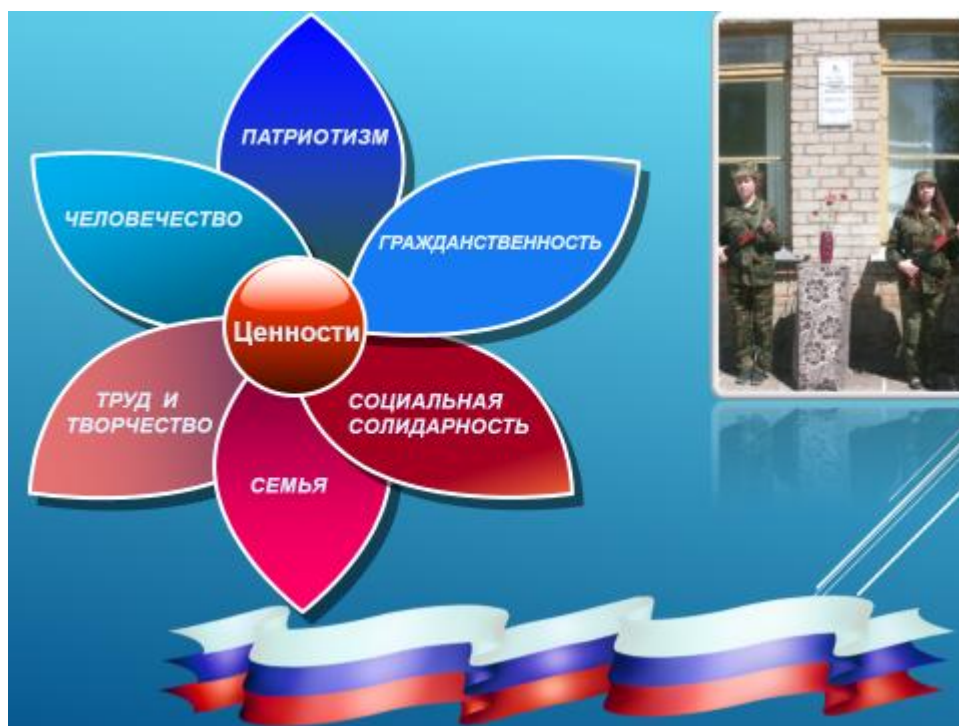 ПАТРИОТИЗМ
ЧЕЛОВЕЧЕСТВО
ГРАЖДАНСТВЕННОСТЬ
Ценности
ТРУД И
ТВОРЧЕСТВО
СОЦИАЛЬНАЯ
СОЛИДАРНОСТЬ
СЕМЬЯ